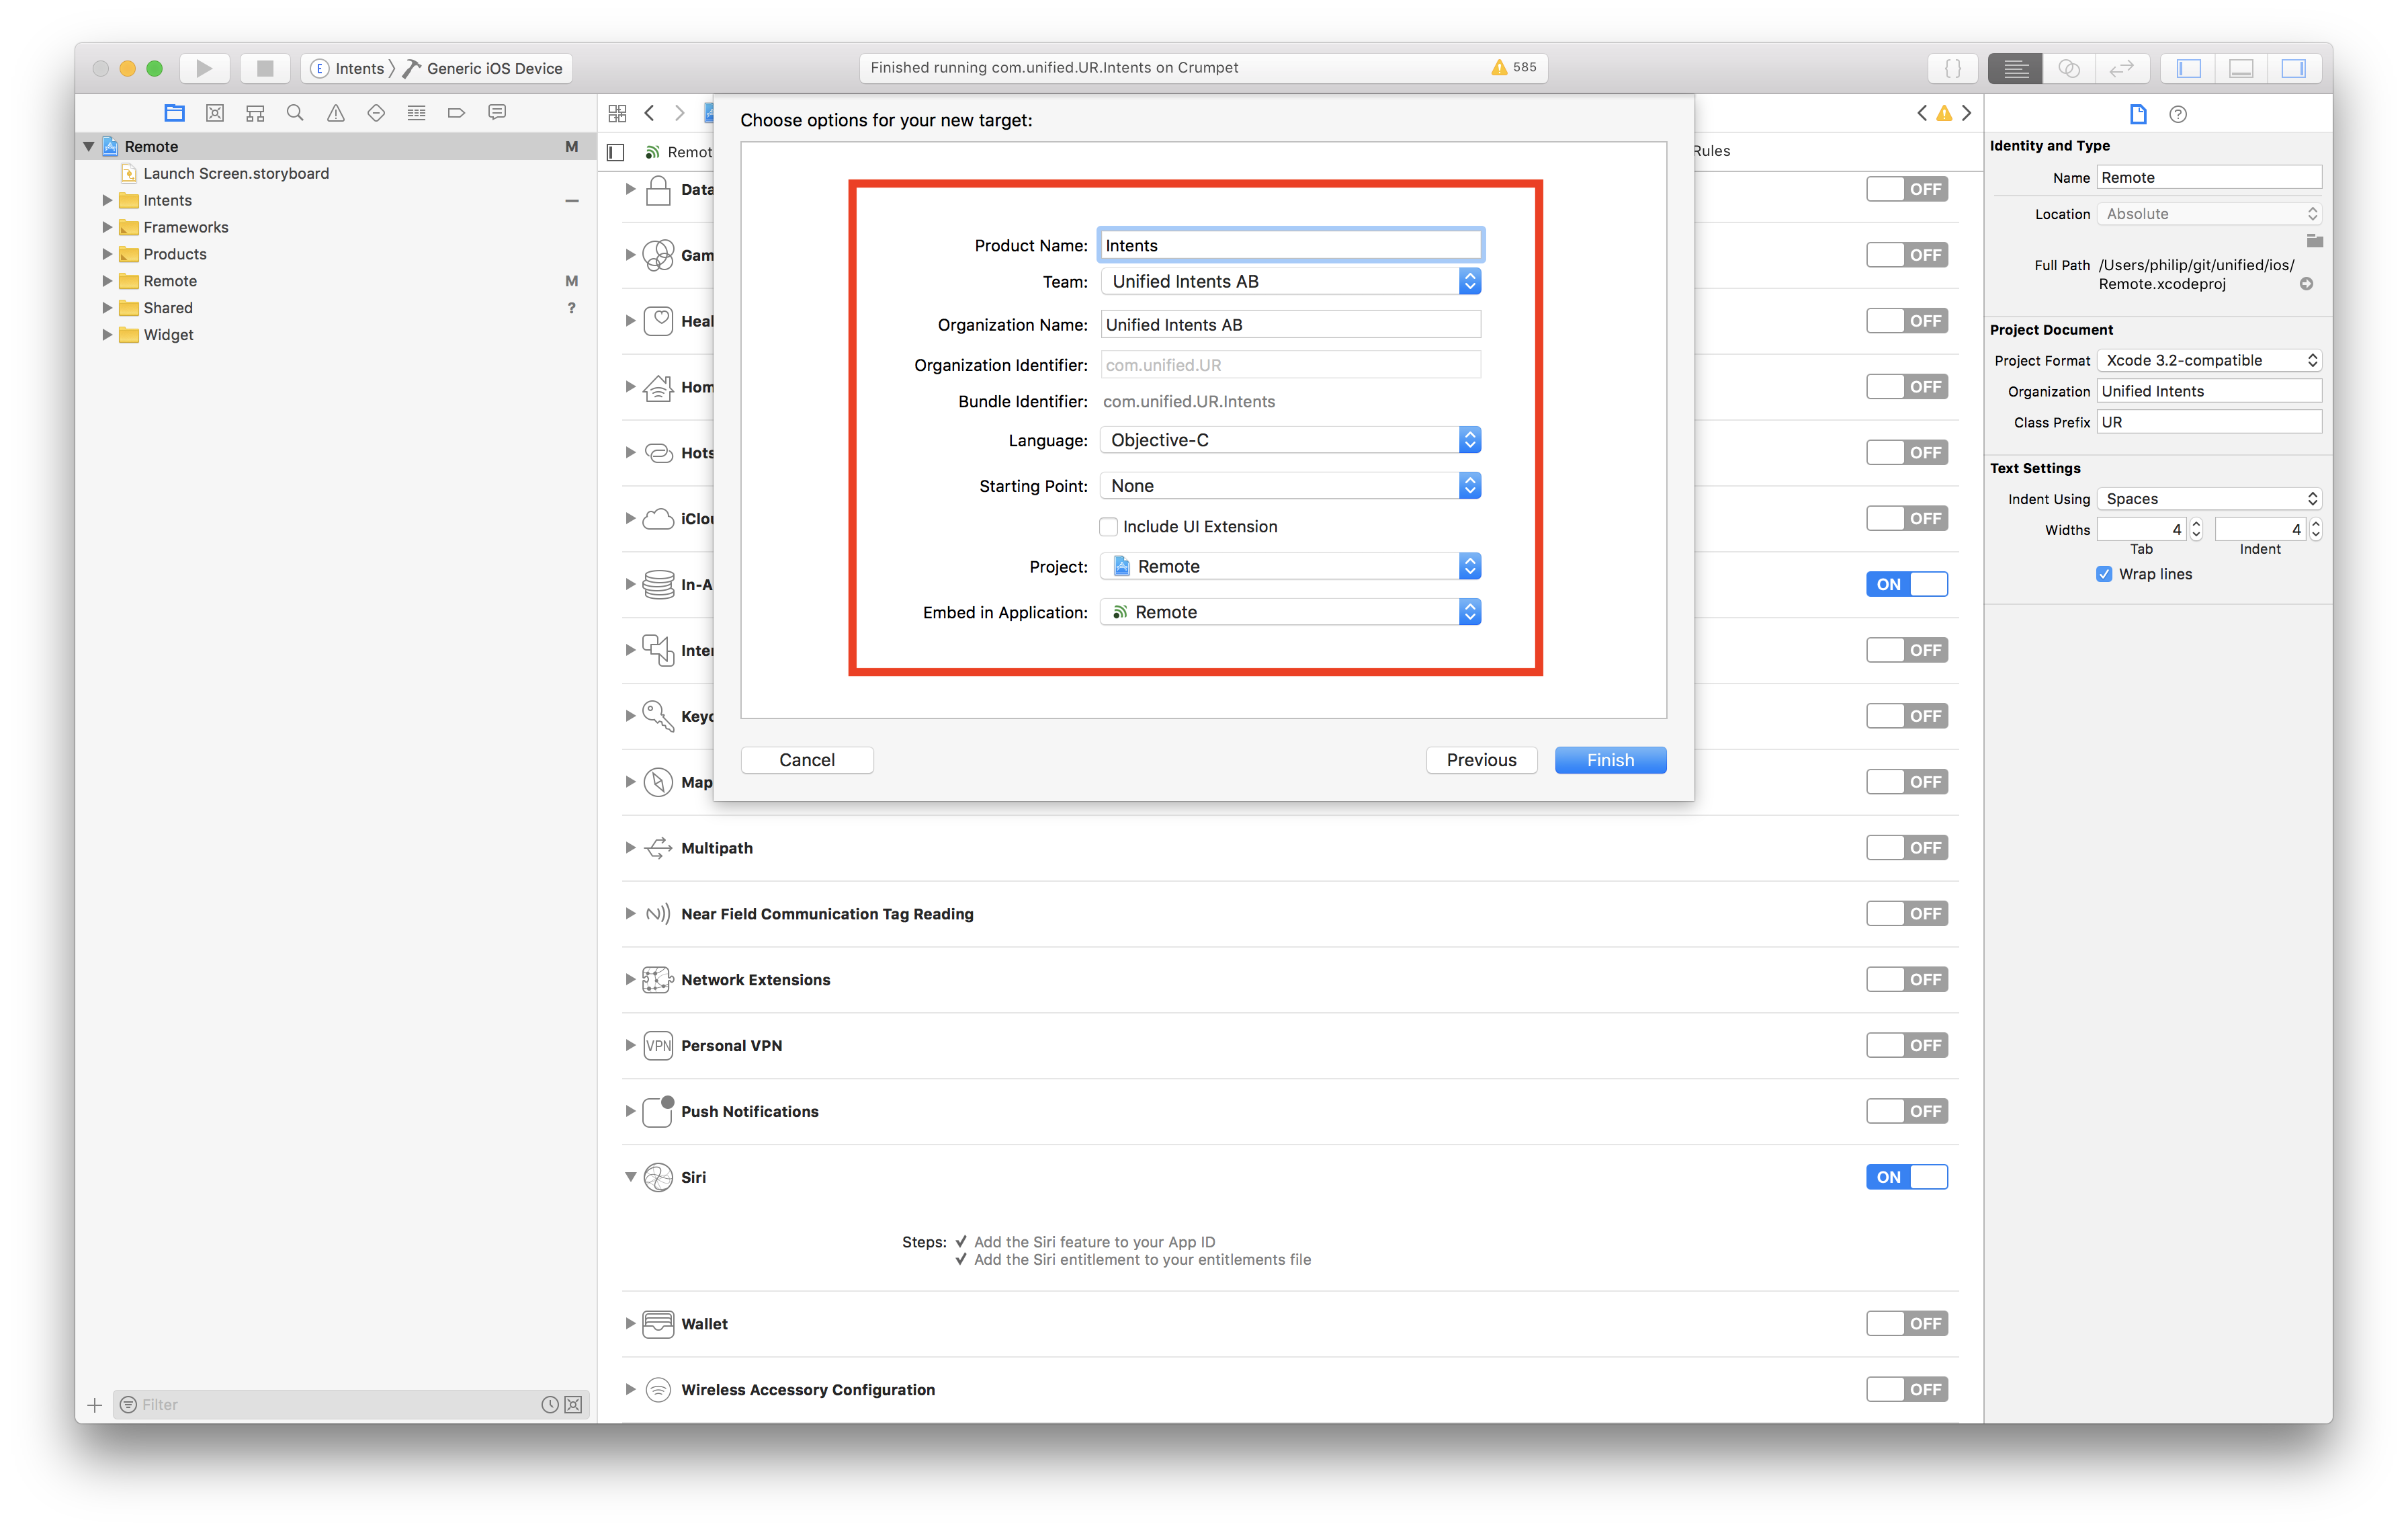 Intents
Generic iOS Device
Finished running com.unified.UR.Intents on Crumpet
585
Remote
M
Launch Screen.storyboard
Intents
Frameworks
Products
Remote
M
Shared
?
Widget
Filter
Choose options for your new target:
Product Name: Intents
Team: Unified Intents AB
Organization Name: Unified Intents AB
Organization Identifier: com.unified.UR
Bundle Identifier: com.unified.UR.Intents
Language: Objective-C
Starting Point: None
Include UI Extension
Project: Remote
Embed in Application: Remote
Cancel
Previous
Finish
Remot
Rules
Data
OFF
Gam
OFF
Heal
OFF
Hom
OFF
Hots
OFF
iClou
OFF
In-A
ON
Inter
OFF
Keyc
OFF
Map
OFF
Multipath
OFF
Near Field Communication Tag Reading
OFF
Network Extensions
OFF
VPN
Personal VPN
OFF
Push Notifications
OFF
Siri
ON
Steps: ✓ Add the Siri feature to your App ID
✓ Add the Siri entitlement to your entitlements file
Wallet
OFF
Wireless Accessory Configuration
OFF
Identity and Type
Name Remote
Location Absolute
Full Path /Users/philip/git/unified/ios/
Remote.xcodeproj
Project Document
Project Format Xcode 3.2-compatible
Organization Unified Intents
Class Prefix UR
Text Settings
Indent Using Spaces
Widths 4 4
Tab Indent
Wrap lines